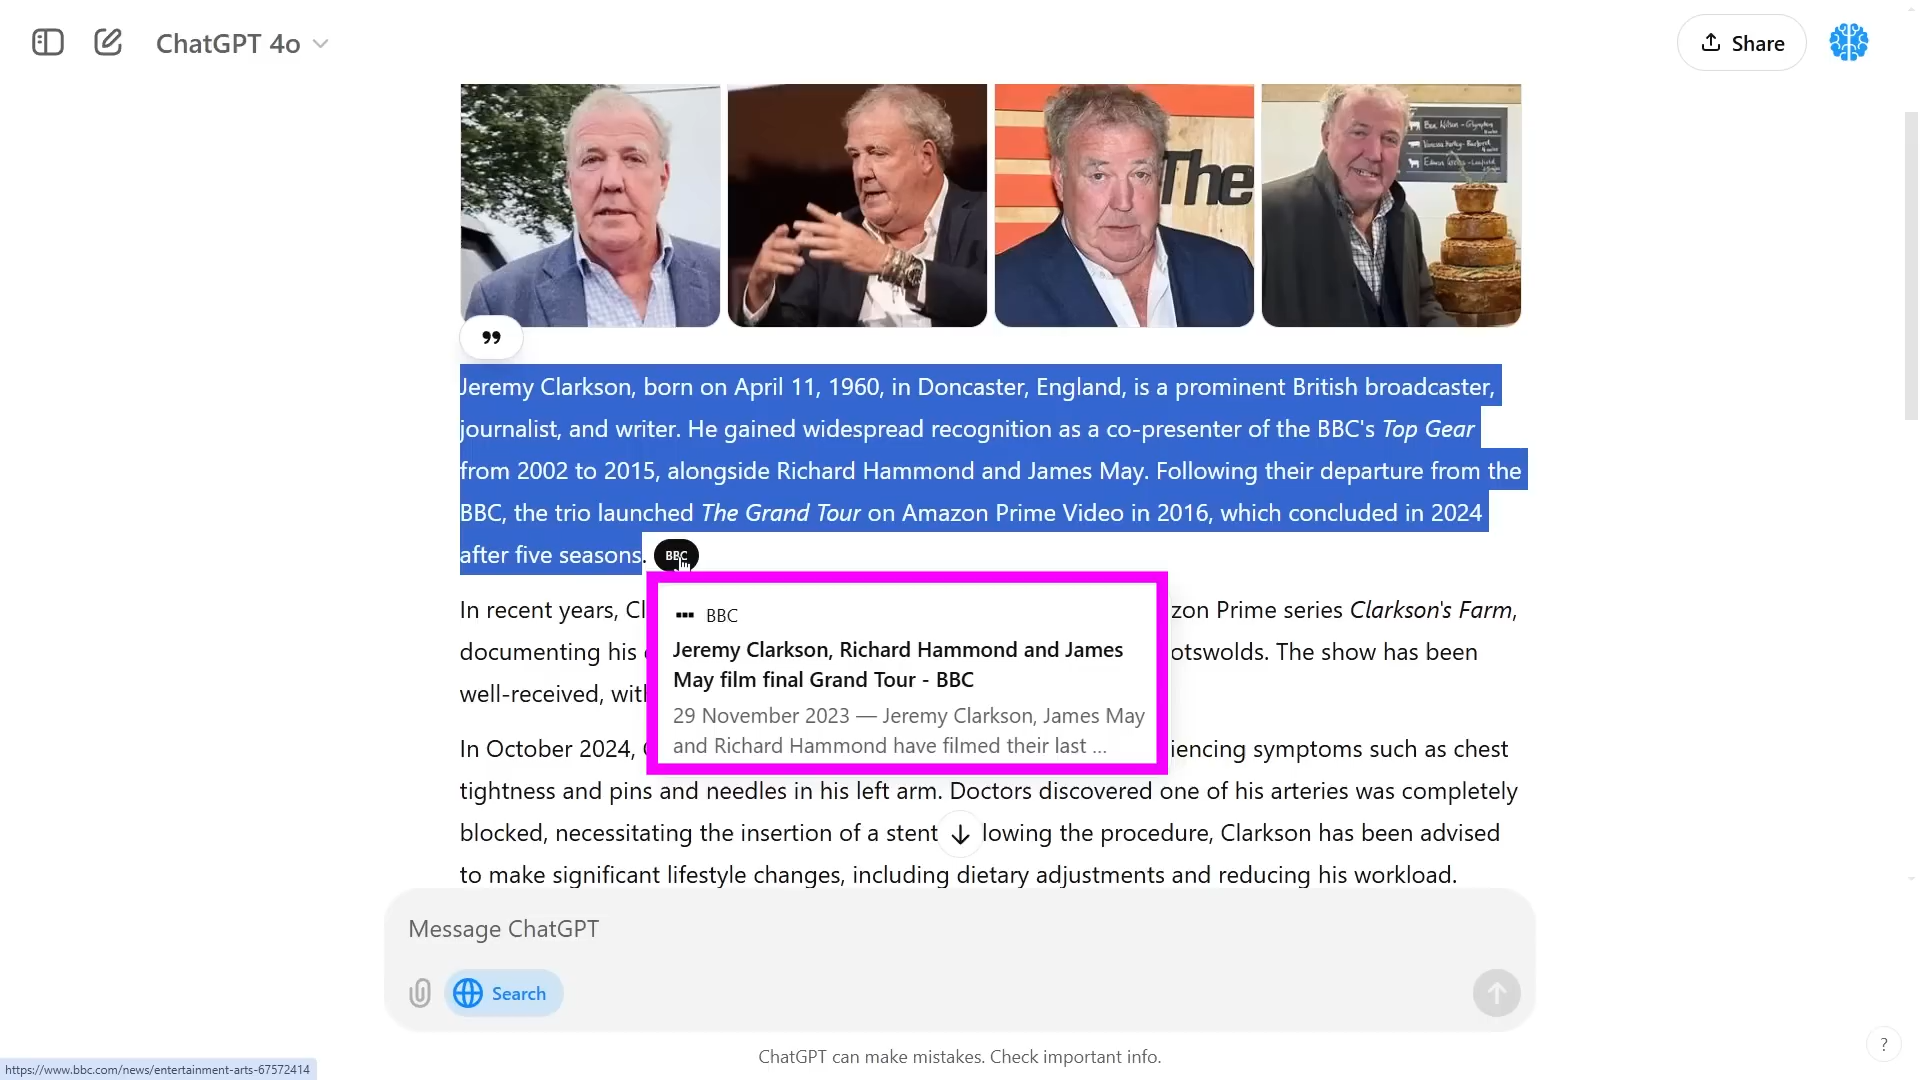 ChatGPT 4o
Share
The
Jeremy Clarkson, born on April 11, 1960, in Doncaster, England, is a prominent British broadcaster,
journalist, and writer. He gained widespread recognition as a co-presenter of the BBC's Top Gear
from 2002 to 2015, alongside Richard Hammond and James May. Following their departure from the
BBC, the trio launched The Grand Tour on Amazon Prime Video in 2016, which concluded in 2024
after five seasons. BBC
In recent years, Cl zon Prime series Clarkson's Farm,
documenting his otswolds. The show has been
well-received, wit
BBC
Jeremy Clarkson, Richard Hammond and James
May film final Grand Tour - BBC
29 November 2023 — Jeremy Clarkson, James May
and Richard Hammond have filmed their last ...
In October 2024, iencing symptoms such as chest
tightness and pins and needles in his left arm. Doctors discovered one of his arteries was completely
blocked, necessitating the insertion of a stent lowing the procedure, Clarkson has been advised
to make significant lifestyle changes, including dietary adjustments and reducing his workload.
Message ChatGPT
Search
ChatGPT can make mistakes. Check important info.
?
https://www.bbc.com/news/entertainment-arts-67572414